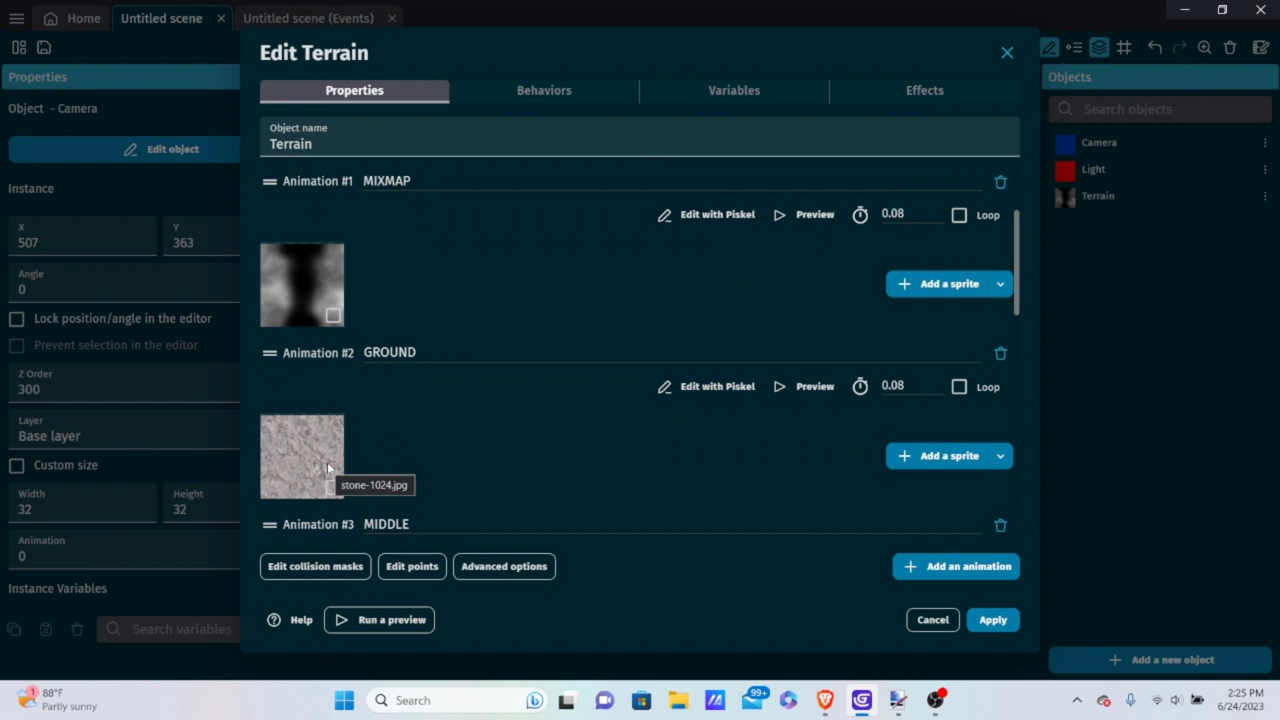 Home
Untitled scene
Untitled scene (Events)
Properties
Object - Camera
Edit object
Instance
X
507
Y
363
Angle
0
Lock position/angle in the editor
Prevent selection in the editor
Z Order
300
Layer
Base layer
Custom size
Width
32
Height
32
Animation
0
Instance Variables
Search variables
Edit Terrain
Properties
Behaviors
Variables
Effects
Object name
Terrain
Animation #1 MIXMAP
Edit with Piskel
Preview
0.08
Loop
Add a sprite
Animation #2 GROUND
Edit with Piskel
Preview
0.08
Loop
stone-1024.jpg
Add a sprite
Animation #3 MIDDLE
Edit collision masks
Edit points
Advanced options
Add an animation
Help
Run a preview
Cancel
Apply
Objects
Search objects
Camera
Light
Terrain
Add a new object
1
88°F
Partly sunny
Search
99+
2:25 PM
6/24/2023